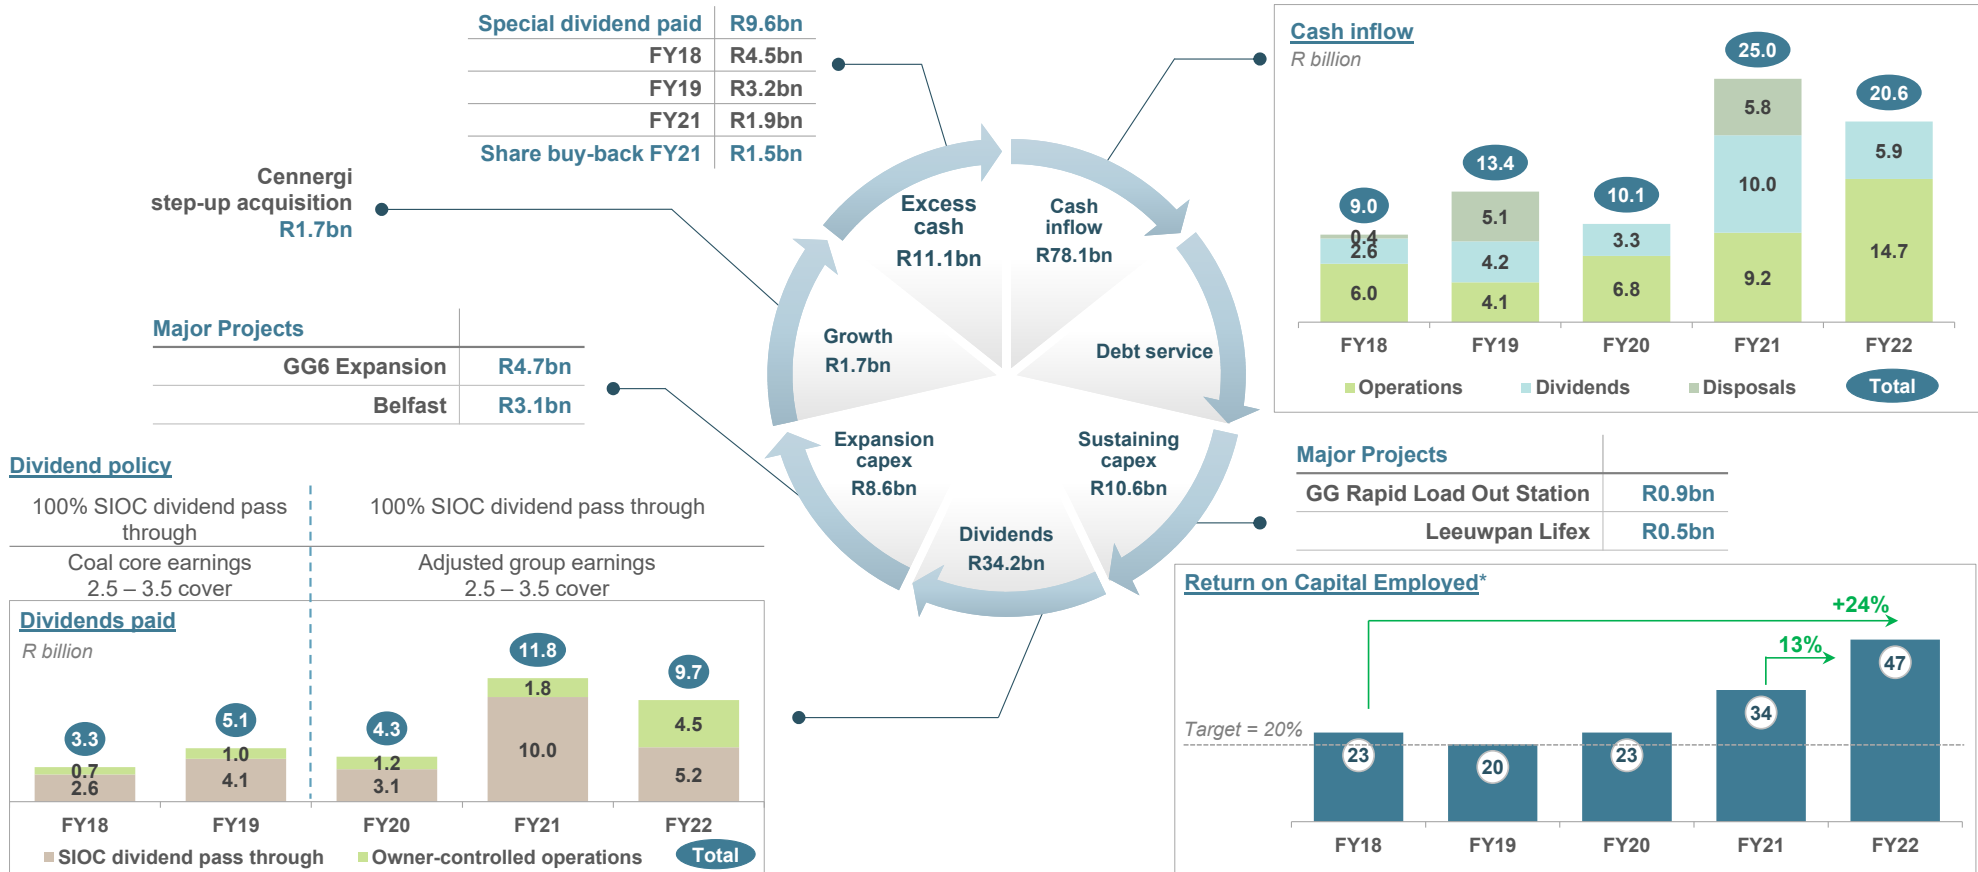 Special dividend paid R9.6bn
FY18 R4.5bn
FY19 R3.2bn
FY21 R1.9bn
Share buy-back FY21 R1.5bn
Cennergi
step-up acquisition
R1.7bn
Major Projects
GG6 Expansion R4.7bn
Belfast R3.1bn
Excess
cash
R11.1bn
Cash
inflow
R78.1bn
Debt service
Sustaining
capex
R10.6bn
Dividends
R34.2bn
Expansion
capex
R8.6bn
Growth
R1.7bn
Cash inflow
R billion
25.0
20.6
13.4
10.1
9.0
5.8
5.9
10.0
5.1
4.2
3.3
0.4
2.6
6.0
4.1
6.8
9.2
14.7
FY18 FY19 FY20 FY21 FY22
Operations Dividends Disposals Total
Major Projects
GG Rapid Load Out Station R0.9bn
Leeuwpan Lifex R0.5bn
Dividend policy
100% SIOC dividend pass
through
100% SIOC dividend pass through
Coal core earnings
2.5 – 3.5 cover
Adjusted group earnings
2.5 – 3.5 cover
Dividends paid
R billion
3.3
5.1
4.3
11.8
9.7
0.7
1.0
1.2
1.8
4.5
2.6
4.1
3.1
10.0
5.2
FY18 FY19 FY20 FY21 FY22
SIOC dividend pass through Owner-controlled operations Total
Return on Capital Employed*
+24%
13%
Target = 20%
23 20 23 34 47
FY18 FY19 FY20 FY21 FY22